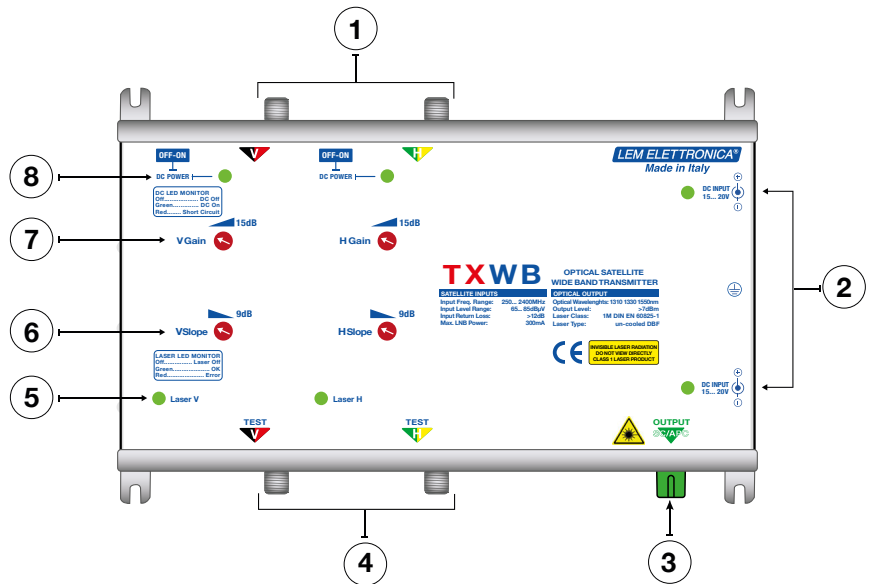 1
V
H
OFF-ON
OFF-ON
LEM ELETTRONICA®
Made in Italy
8
DC POWER
DC POWER
DC INPUT
15... 20V
DC LED MONITOR
Off................ DC Off
Green............ DC On
Red....... Short Circuit
15dB
15dB
7
V Gain
H Gain
TXWB
OPTICAL SATELLITE
WIDE BAND TRANSMITTER
2
SATELLITE INPUTS
Input Freq. Range: 250... 2400MHz
Input Level Range: 65... 85dBµV
Input Return Loss: >12dB
Max. LNB Power: 300mA
OPTICAL OUTPUT
Optical Wavelenghts: 1310 1330 1550nm
Output Level: >7dBm
Laser Class: 1M DIN EN 60825-1
Laser Type: un-cooled DBF
9dB
9dB
6
VSlope
HSlope
CE
INVISIBLE LASER RADIATION
DO NOT VIEW DIRECTLY
CLASS 1 LASER PRODUCT
LASER LED MONITOR
Off................ Laser Off
Green.................... OK
Red.................... Error
DC INPUT
15... 20V
5
Laser V
Laser H
TEST
V
TEST
H
OUTPUT
SC/APC
4
3